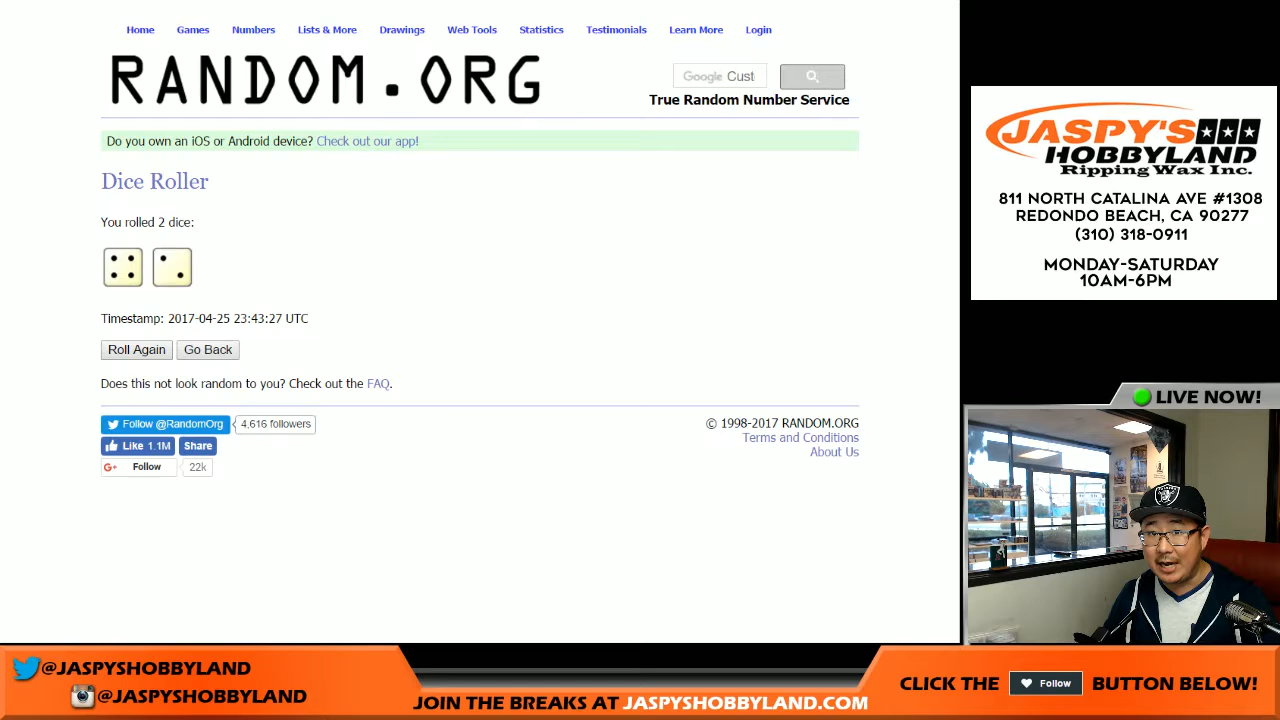 Home Games Numbers Lists & More Drawings Web Tools Statistics Testimonials Learn More Login
RANDOM.ORG
Google Cust
True Random Number Service
Do you own an iOS or Android device? Check out our app!
Dice Roller
You rolled 2 dice:
Timestamp: 2017-04-25 23:43:27 UTC
Roll Again Go Back
Does this not look random to you? Check out the FAQ.
Follow @RandomOrg 4,616 followers
Like 1.1M Share
G+ Follow 22k
© 1998-2017 RANDOM.ORG
Terms and Conditions
About Us
JASPY'S
HOBBYLAND
Ripping Wax Inc.
811 NORTH CATALINA AVE #1308
REDONDO BEACH, CA 90277
(310) 318-0911
MONDAY-SATURDAY
10AM-6PM
LIVE NOW!
@JASPYSHOBBYLAND
@JASPYSHOBBYLAND
JOIN THE BREAKS AT JASPYSHOBBYLAND.COM
CLICK THE Follow BUTTON BELOW!